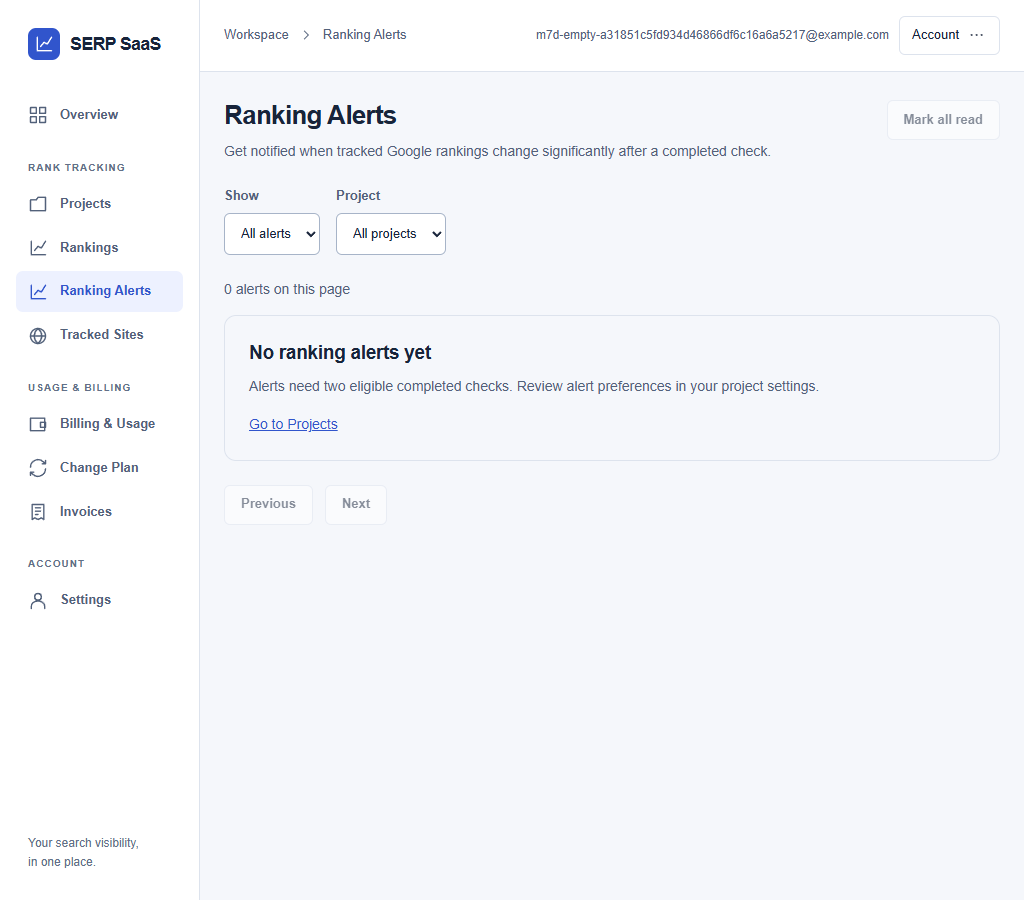 SERP SaaS
Overview
RANK TRACKING
Projects
Rankings
Ranking Alerts
Tracked Sites
USAGE & BILLING
Billing & Usage
Change Plan
Invoices
ACCOUNT
Settings
Your search visibility,
in one place.
Workspace > Ranking Alerts
m7d-empty-a31851c5fd934d46866df6c16a6a5217@example.com
Account ···
Ranking Alerts
Mark all read
Get notified when tracked Google rankings change significantly after a completed check.
Show Project
All alerts All projects
0 alerts on this page
No ranking alerts yet
Alerts need two eligible completed checks. Review alert preferences in your project settings.
Go to Projects
Previous Next